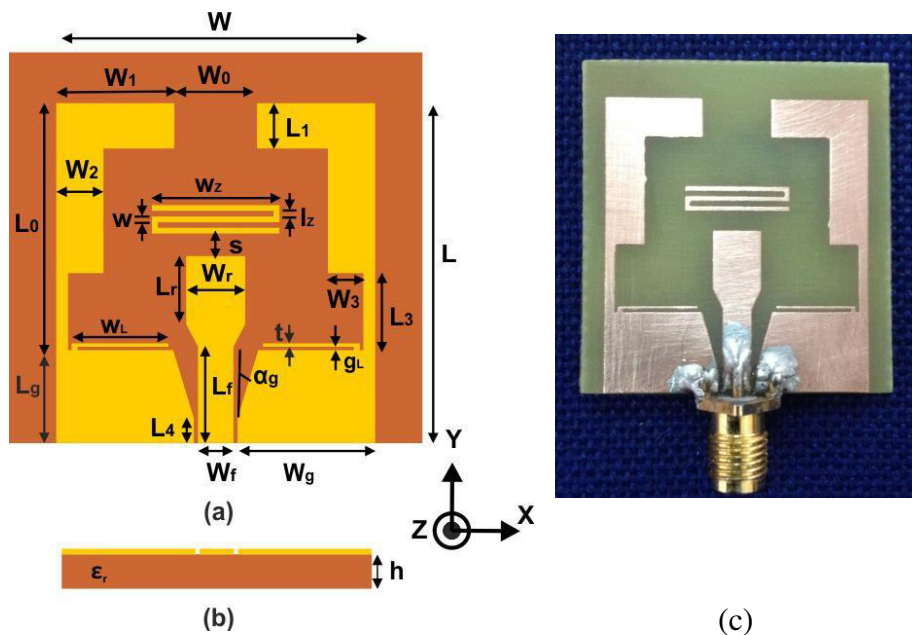 W
W₁ W₀
L₁
W₂
wz
w lz
L₀ L
s
Lᵣ Wᵣ
W₃ L₃
wL t
gL
Lg Lf αg
L₄
Wf Wg
Y
(a) Z X
εᵣ h
(b) (c)